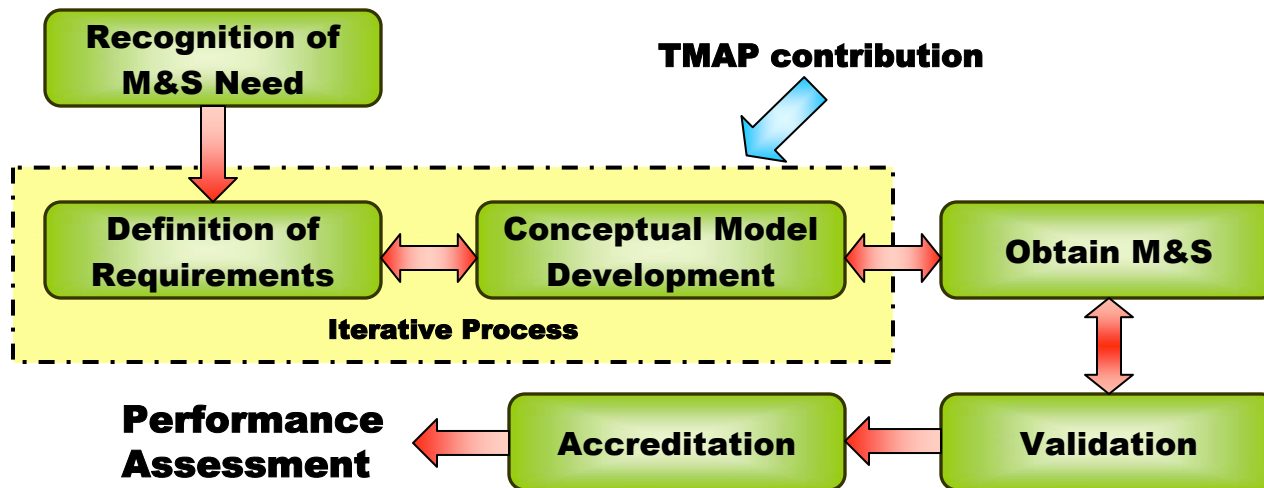 Recognition of
M&S Need
TMAP contribution
Definition of
Requirements
Conceptual Model
Development
Obtain M&S
Iterative Process
Performance
Assessment
Accreditation
Validation